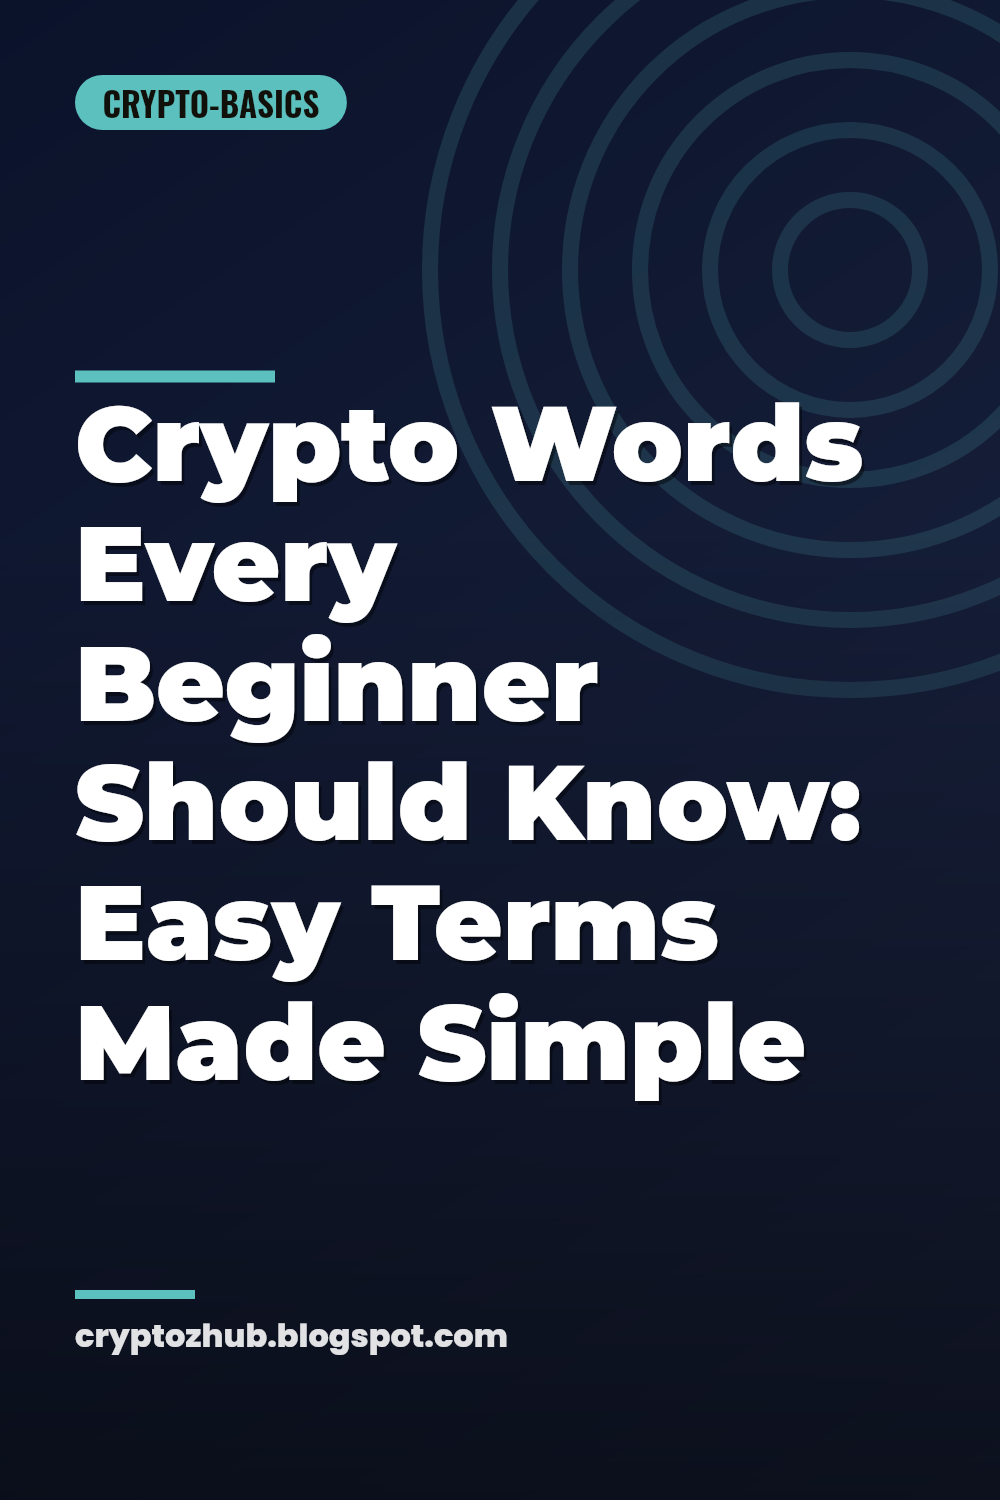 CRYPTO-BASICS
Crypto Words
Every
Beginner
Should Know:
Easy Terms
Made Simple
cryptozhub.blogspot.com